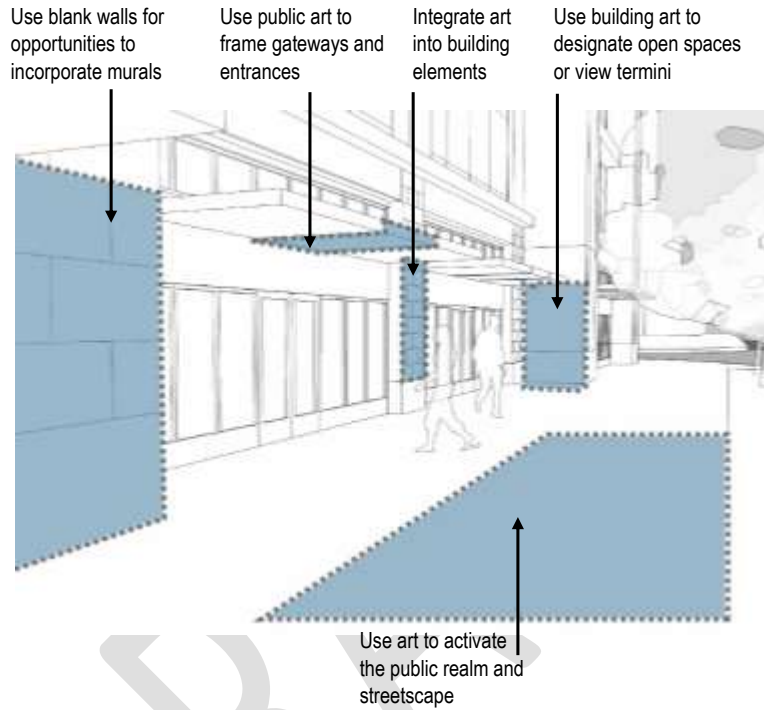 Use blank walls for
opportunities to
incorporate murals
Use public art to
frame gateways and
entrances
Integrate art
into building
elements
Use building art to
designate open spaces
or view termini
Use art to activate
the public realm and
streetscape